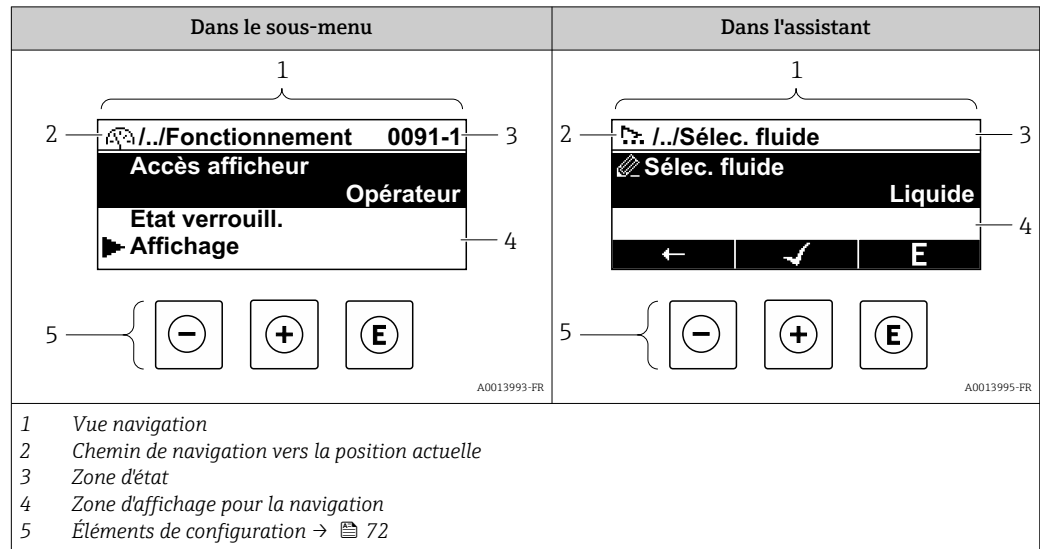 Dans le sous-menu
1
2
/../Fonctionnement 0091-1
3
Accès afficheur
Opérateur
Etat verrouill.
Affichage
4
5
E
A0013993-FR
Dans l'assistant
1
2
/../Sélec. fluide
3
Sélec. fluide
Liquide
4
← ✓ E
5
E
A0013995-FR
1 Vue navigation
2 Chemin de navigation vers la position actuelle
3 Zone d'état
4 Zone d'affichage pour la navigation
5 Éléments de configuration → 72